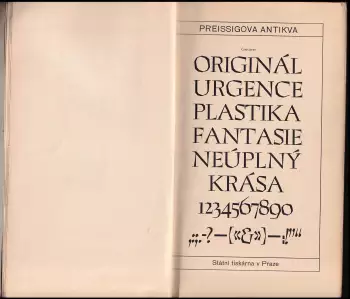 PREISSIGOVA ANTIKVA
ORIGINÁL
URGENCE
PLASTIKA
FANTASIE
NEÚPLNÝ
KRÁSA
1234567890
Státní tiskárna v Praze